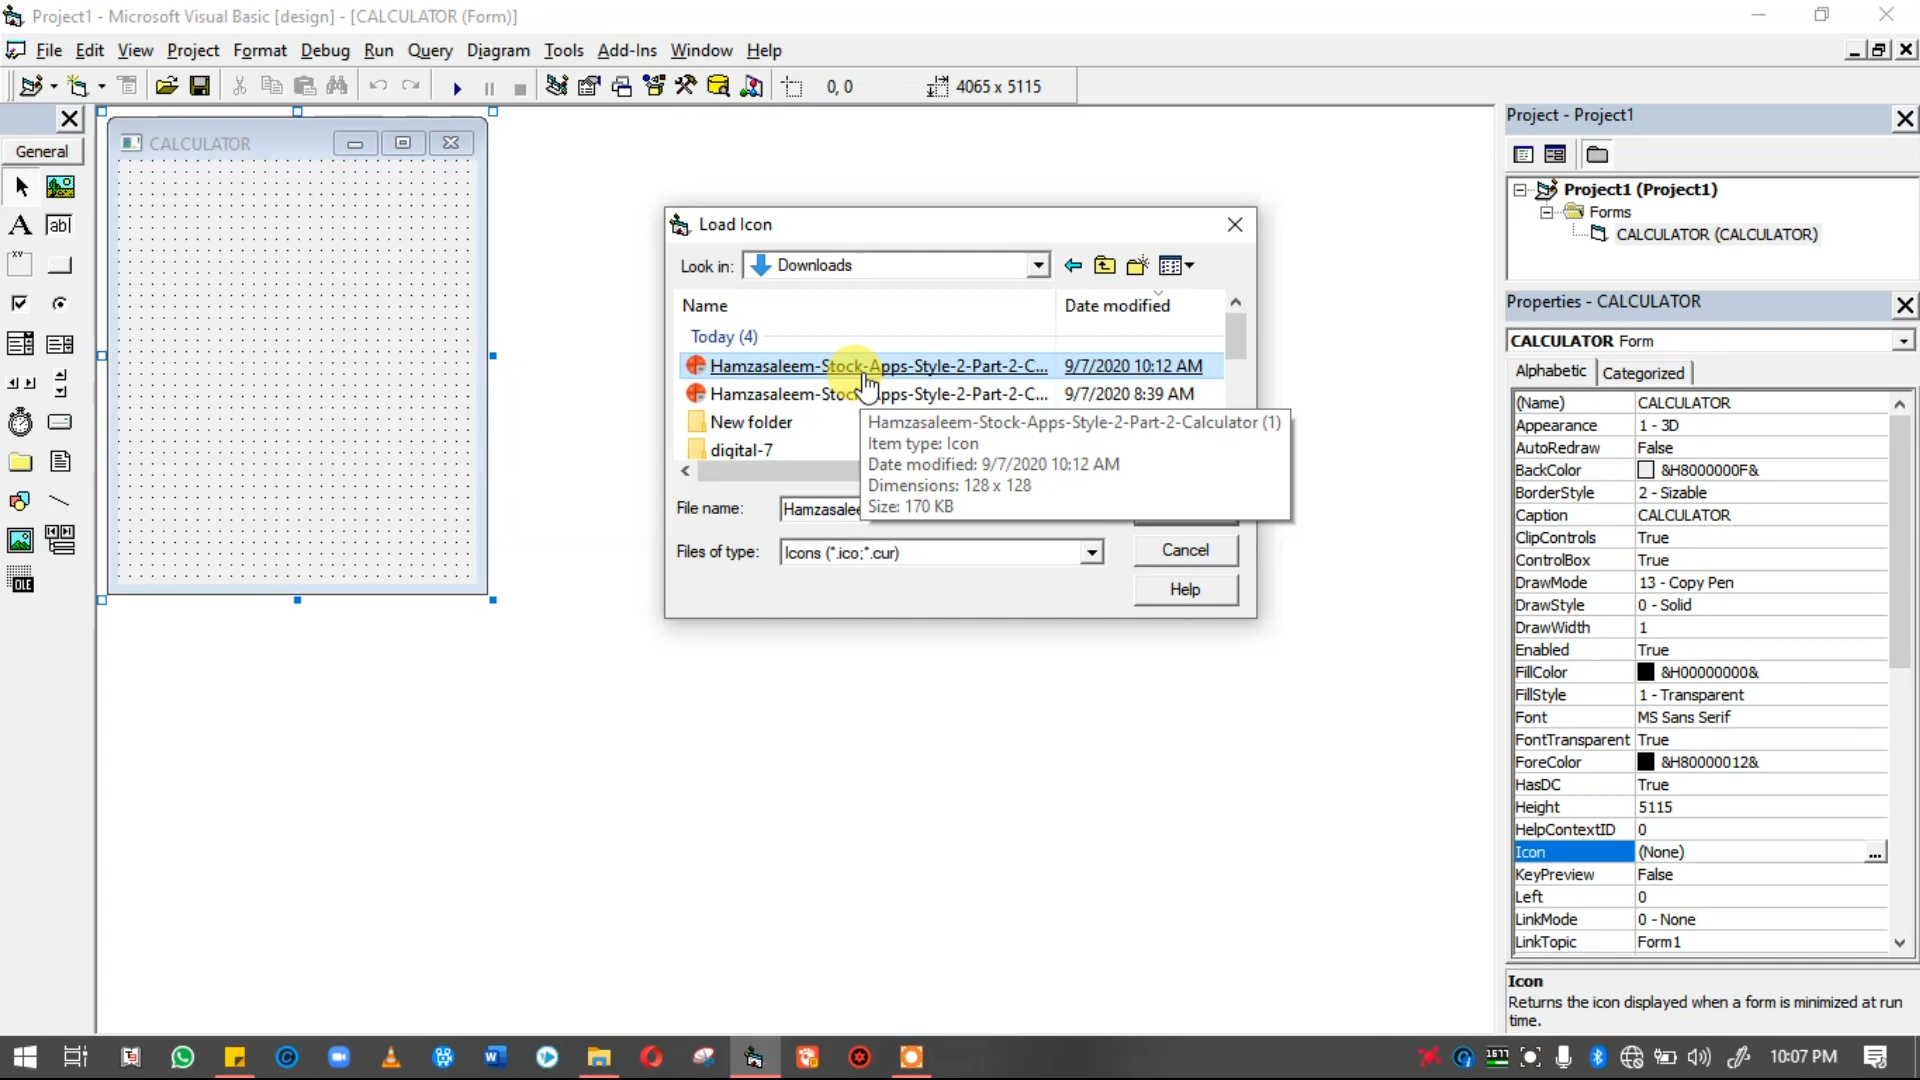 Project1 - Microsoft Visual Basic [design] - [CALCULATOR (Form)]
File Edit View Project Format Debug Run Query Diagram Tools Add-Ins Window Help
0, 0 4065 x 5115
General
CALCULATOR
Load Icon
Look in: Downloads
Name Date modified
Today (4)
Hamzasaleem-Stock-Apps-Style-2-Part-2-C... 9/7/2020 10:12 AM
Hamzasaleem-Stock-Apps-Style-2-Part-2-C... 9/7/2020 8:39 AM
New folder
digital-7
Hamzasaleem-Stock-Apps-Style-2-Part-2-Calculator (1)
Item type: Icon
Date modified: 9/7/2020 10:12 AM
Dimensions: 128 x 128
Size: 170 KB
File name: Hamzasalee
Files of type: Icons (*.ico;*.cur)
Cancel
Help
Project - Project1
Project1 (Project1)
Forms
CALCULATOR (CALCULATOR)
Properties - CALCULATOR
CALCULATOR Form
Alphabetic Categorized
(Name) CALCULATOR
Appearance 1 - 3D
AutoRedraw False
BackColor &H8000000F&
BorderStyle 2 - Sizable
Caption CALCULATOR
ClipControls True
ControlBox True
DrawMode 13 - Copy Pen
DrawStyle 0 - Solid
DrawWidth 1
Enabled True
FillColor &H00000000&
FillStyle 1 - Transparent
Font MS Sans Serif
FontTransparent True
ForeColor &H80000012&
HasDC True
Height 5115
HelpContextID 0
Icon (None) ...
KeyPreview False
Left 0
LinkMode 0 - None
LinkTopic Form1
Icon
Returns the icon displayed when a form is minimized at run
time.
10:07 PM